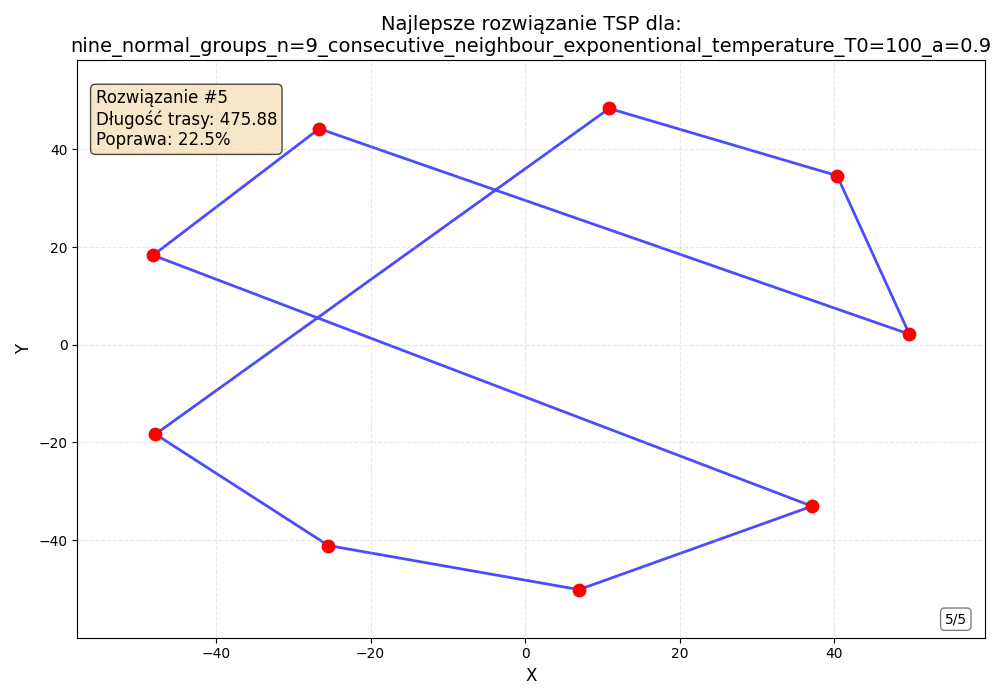 Najlepsze rozwiązanie TSP dla:
nine_normal_groups_n=9_consecutive_neighbour_exponentional_temperature_T0=100_a=0.9
Rozwiązanie #5
Długość trasy: 475.88
Poprawa: 22.5%
40
20
0
−20
−40
Y
−40
−20
0
20
40
X
5/5